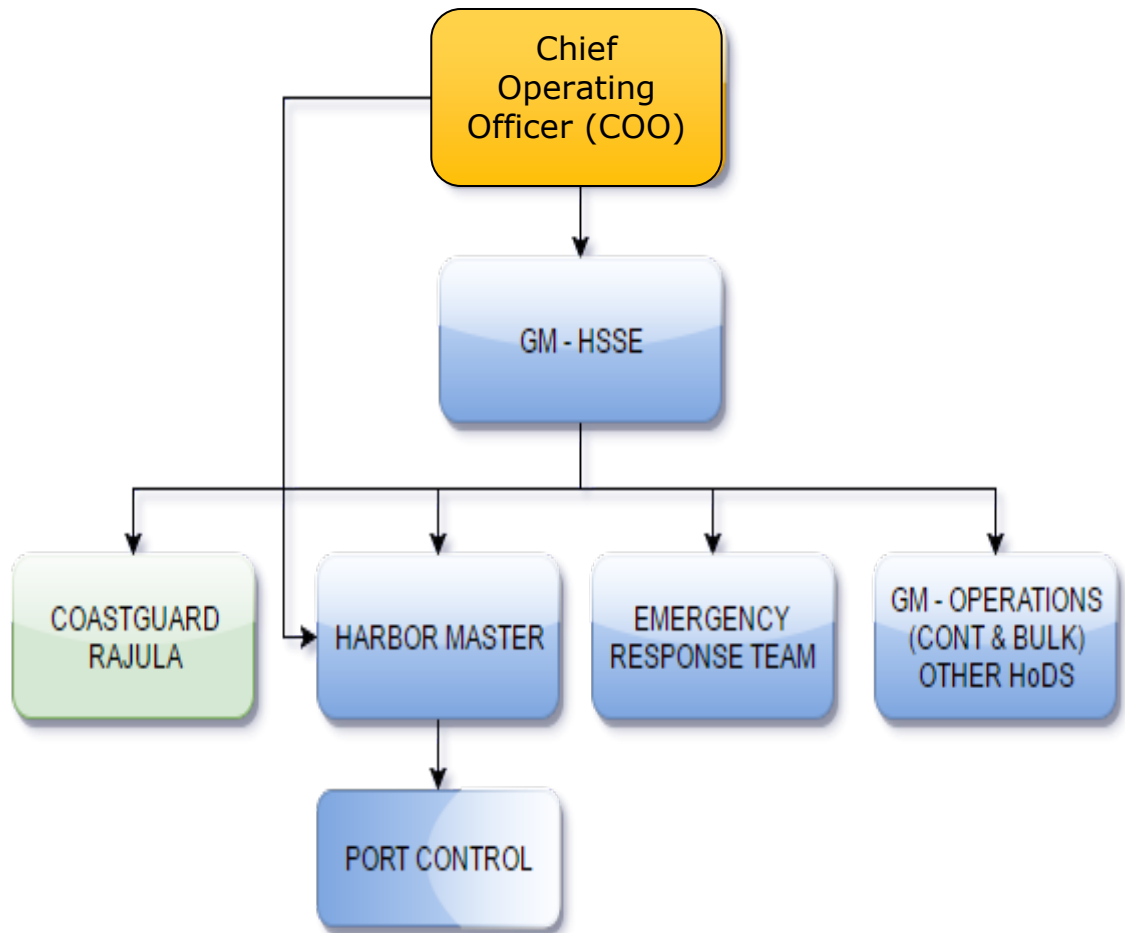 Chief
Operating
Officer (COO)
GM - HSSE
COASTGUARD
RAJULA
HARBOR MASTER
EMERGENCY
RESPONSE TEAM
GM - OPERATIONS
(CONT & BULK)
OTHER HoDS
PORT CONTROL